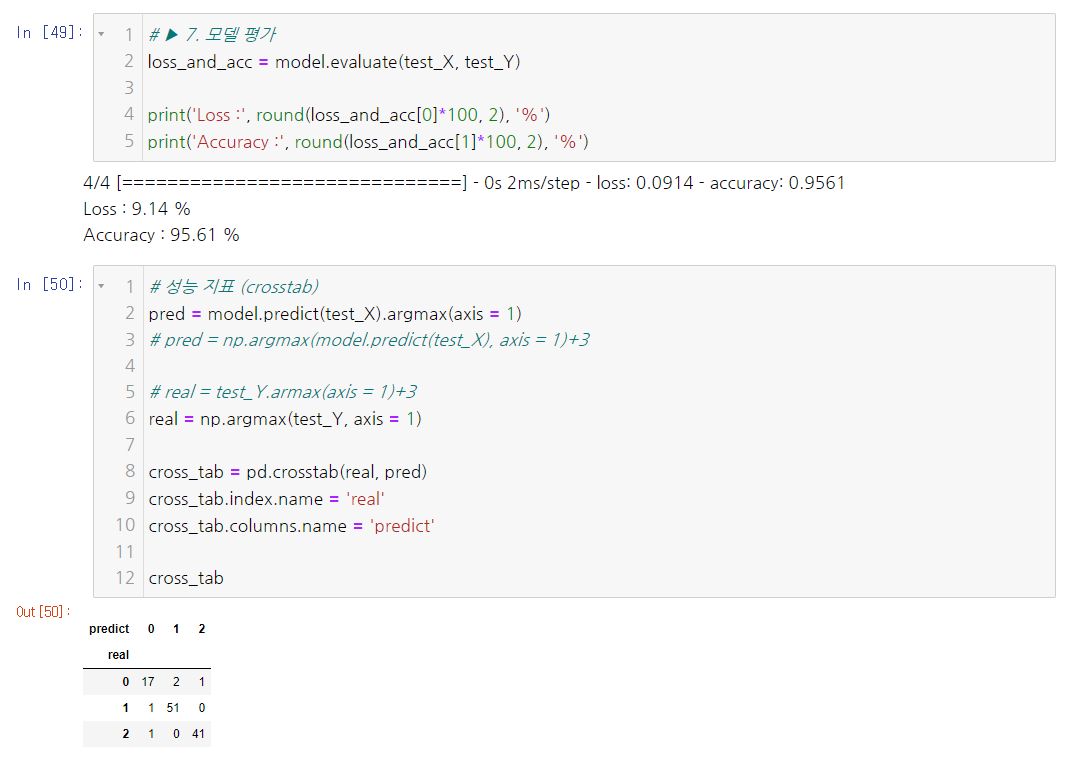 In [49]:
1 # ▶ 7. 모델 평가
2 loss_and_acc = model.evaluate(test_X, test_Y)
3
4 print('Loss :', round(loss_and_acc[0]*100, 2), '%')
5 print('Accuracy :', round(loss_and_acc[1]*100, 2), '%')
4/4 [==============================] - 0s 2ms/step - loss: 0.0914 - accuracy: 0.9561
Loss : 9.14 %
Accuracy : 95.61 %
In [50]:
1 # 성능 지표 (crosstab)
2 pred = model.predict(test_X).argmax(axis = 1)
3 # pred = np.argmax(model.predict(test_X), axis = 1)+3
4
5 # real = test_Y.armax(axis = 1)+3
6 real = np.argmax(test_Y, axis = 1)
7
8 cross_tab = pd.crosstab(real, pred)
9 cross_tab.index.name = 'real'
10 cross_tab.columns.name = 'predict'
11
12 cross_tab
Out[50]:
predict 0 1 2
real
0 17 2 1
1 1 51 0
2 1 0 41